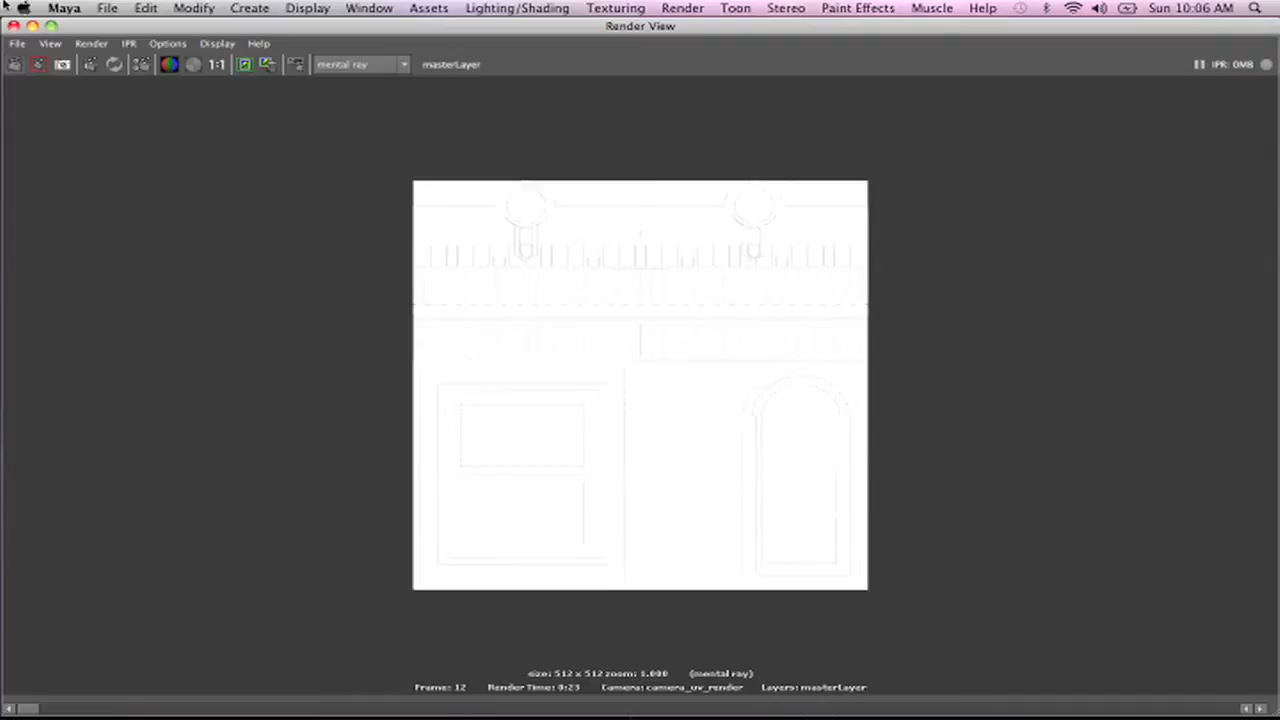 Maya File Edit Modify Create Display Window Assets Lighting/Shading Texturing Render Toon Stereo Paint Effects Muscle Help Sun 10:06 AM
Render View
File View Render IPR Options Display Help
1:1 mental ray masterLayer IPR: 0MB
size: 512 x 512 zoom: 1.000 (mental ray)
Frame: 12 Render Time: 0:23 Camera: camera_uv_render Layers: masterLayer